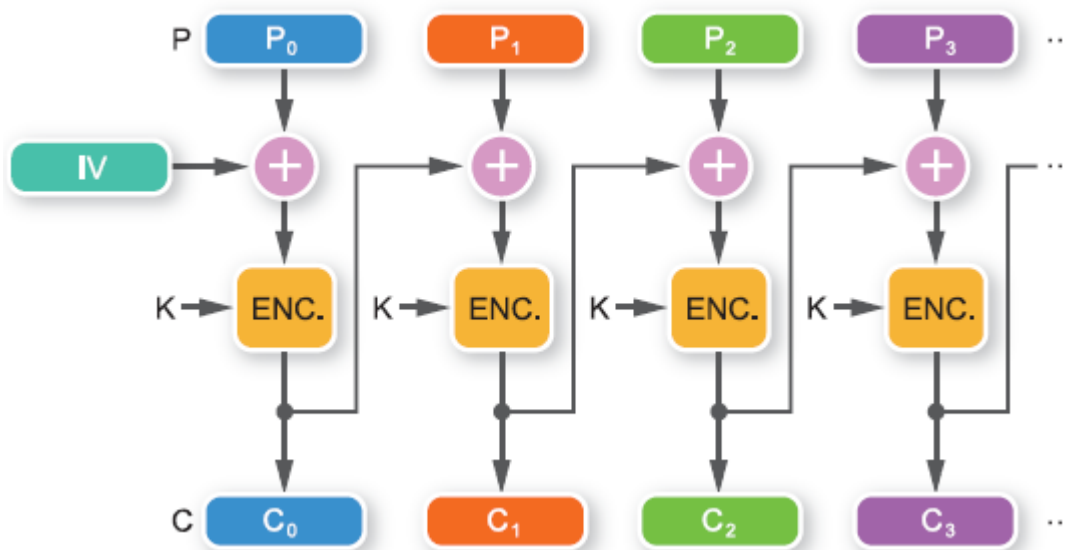 P P₀ P₁ P₂ P₃ ...
IV + + + + ...
K ENC. K ENC. K ENC. K ENC.
C C₀ C₁ C₂ C₃ ...